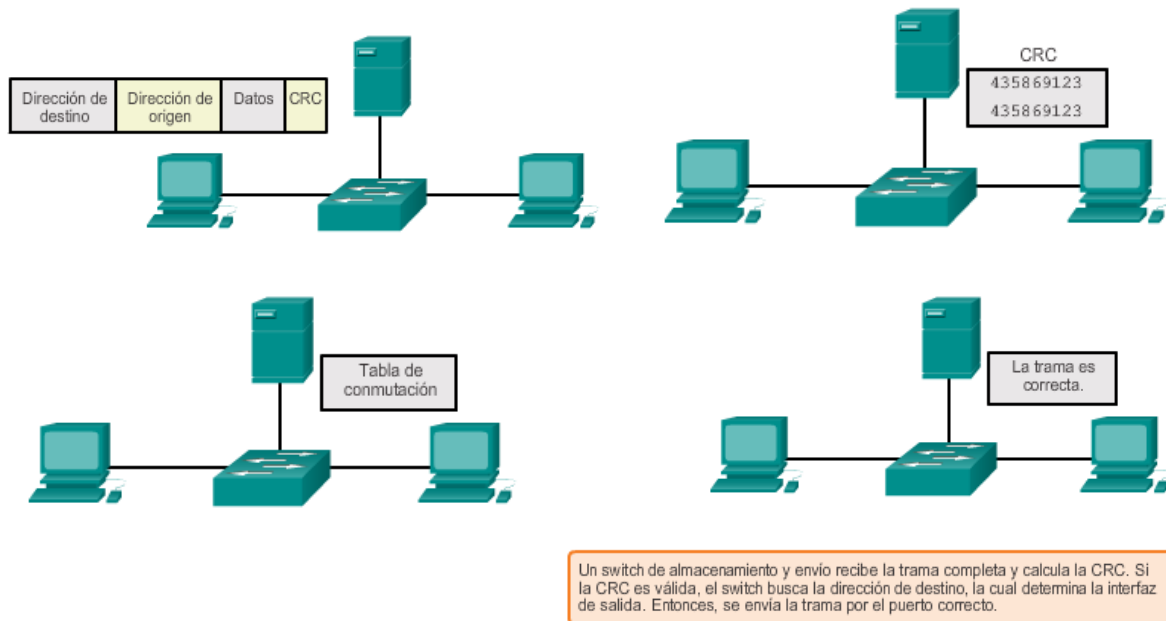 Dirección de
destino
Dirección de
origen
Datos
CRC
CRC
435869123
435869123
Tabla de
conmutación
La trama es
correcta.
Un switch de almacenamiento y envío recibe la trama completa y calcula la CRC. Si
la CRC es válida, el switch busca la dirección de destino, la cual determina la interfaz
de salida. Entonces, se envía la trama por el puerto correcto.